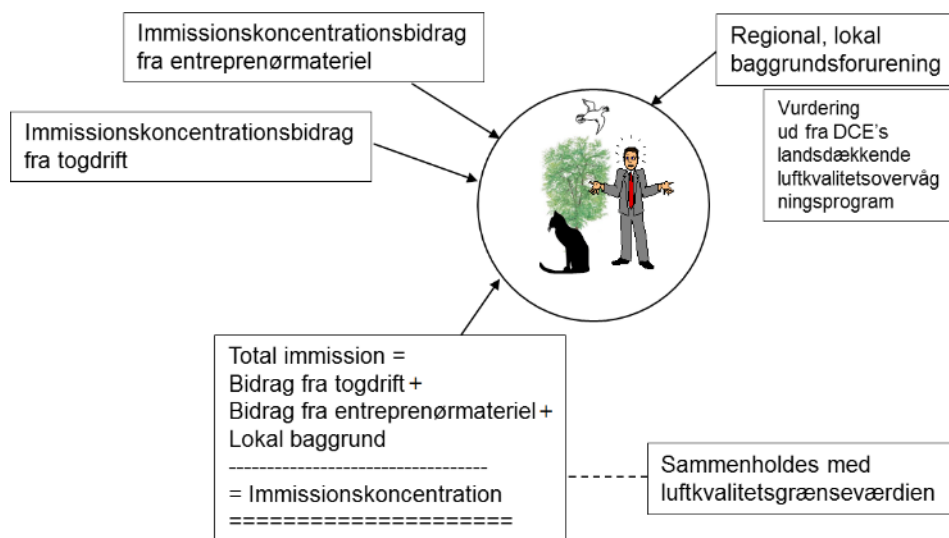 Immissionskoncentrationsbidrag
fra entreprenørmateriel
Regional, lokal
baggrundsforurening
Immissionskoncentrationsbidrag
fra togdrift
Vurdering
ud fra DCE's
landsdækkende
luftkvalitetsovervåg
ningsprogram
Total immission =
Bidrag fra togdrift +
Bidrag fra entreprenørmateriel +
Lokal baggrund
-----------------------------------
= Immissionskoncentration
=====================
Sammenholdes med
luftkvalitetsgrænseværdien